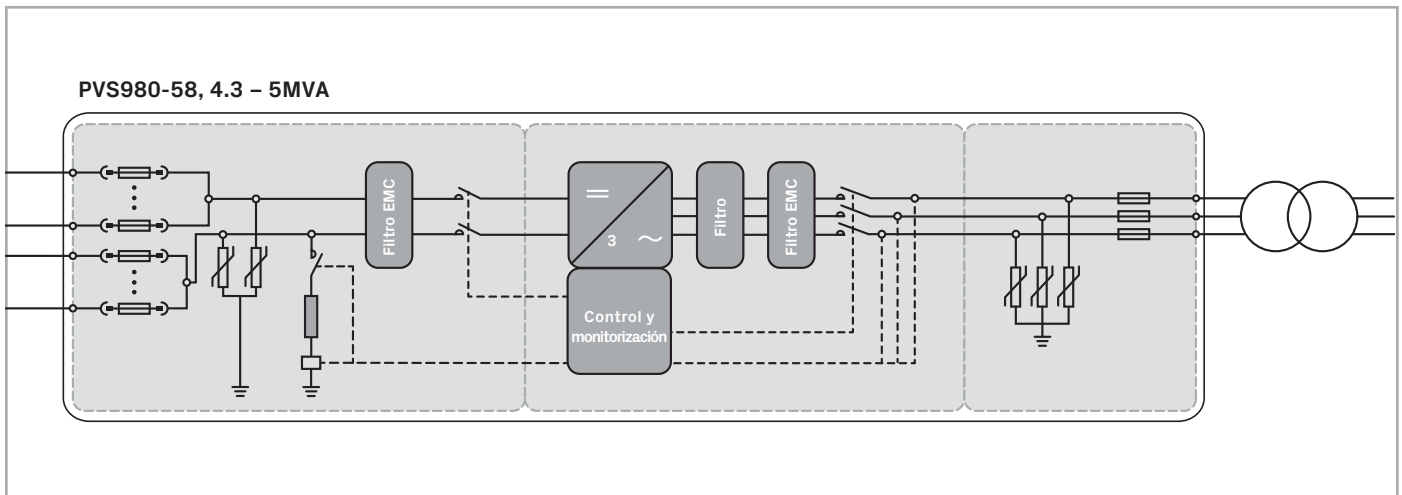 PVS980-58, 4.3 – 5MVA
Filtro EMC
3
Filtro
Filtro EMC
Control y
monitorización